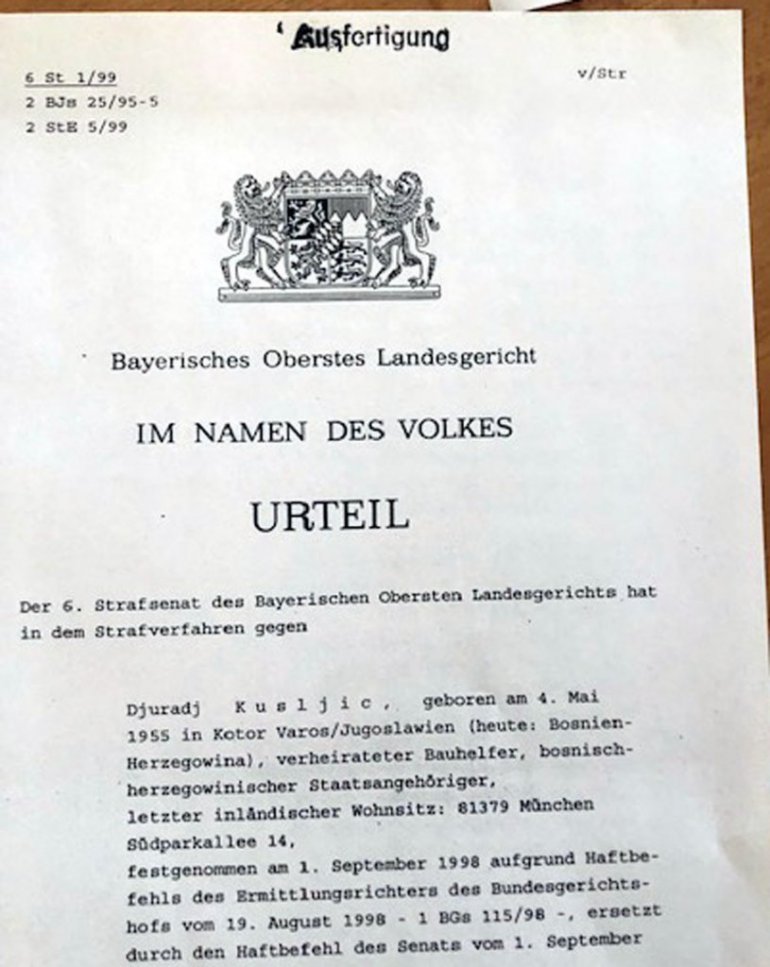 Ausfertigung
6 St 1/99
v/Str
2 BJs 25/95-5
2 StE 5/99
Bayerisches Oberstes Landesgericht
IM NAMEN DES VOLKES
URTEIL
Der 6. Strafsenat des Bayerischen Obersten Landesgerichts hat
in dem Strafverfahren gegen
Djuradj K u s l j i c , geboren am 4. Mai
1955 in Kotor Varos/Jugoslawien (heute: Bosnien-
Herzegowina), verheirateter Bauhelfer, bosnisch-
herzegowinischer Staatsangehöriger,
letzter inländischer Wohnsitz: 81379 München
Südparkallee 14,
festgenommen am 1. September 1998 aufgrund Haftbe-
fehls des Ermittlungsrichters des Bundesgerichts-
hofs vom 19. August 1998 - 1 BGs 115/98 -, ersetzt
durch den Haftbefehl des Senats vom 1. September